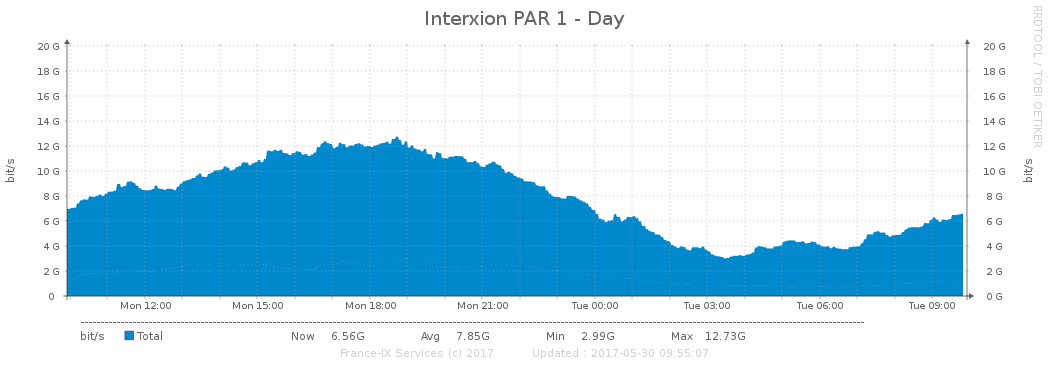 Interxion PAR 1 - Day
RRDTOOL / TOBI OETIKER
20 G 20 G
18 G 18 G
16 G 16 G
14 G 14 G
12 G 12 G
10 G 10 G
8 G 8 G
6 G 6 G
4 G 4 G
2 G 2 G
0 0 G
bit/s bit/s
Mon 12:00 Mon 15:00 Mon 18:00 Mon 21:00 Tue 00:00 Tue 03:00 Tue 06:00 Tue 09:00
bit/s Total Now 6.56G Avg 7.85G Min 2.99G Max 12.73G
France-IX Services (c) 2017 Updated : 2017-05-30 09:55:07